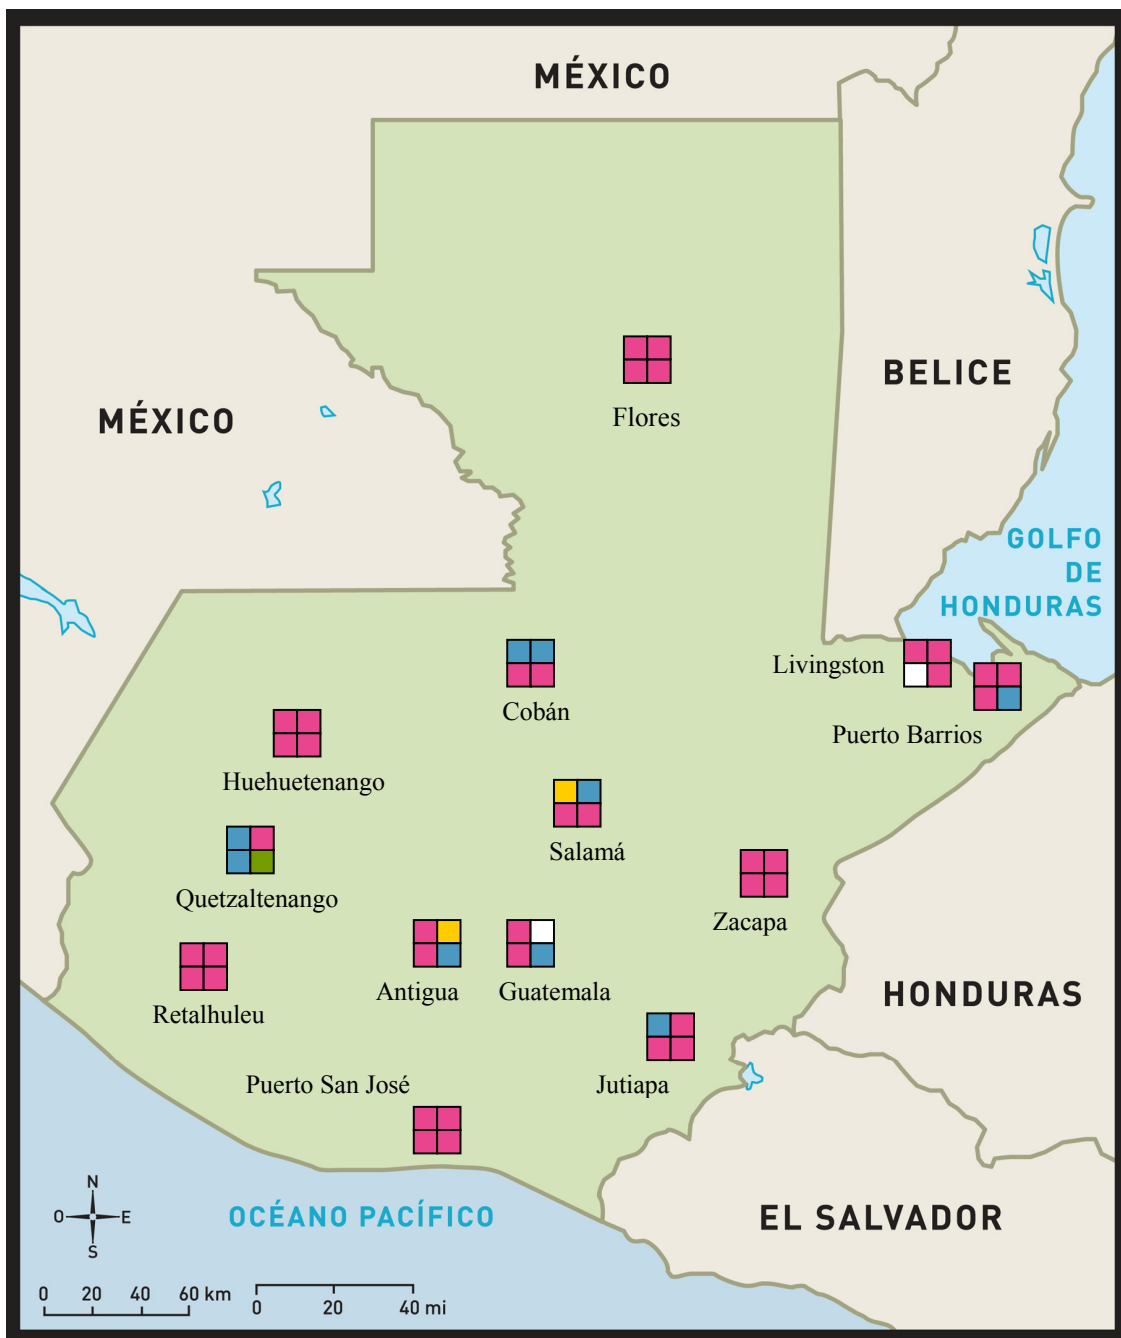 MÉXICO
BELICE
MÉXICO
Flores
GOLFO
DE
HONDURAS
Livingston
Cobán
Puerto Barrios
Huehuetenango
Salamá
Quetzaltenango
Zacapa
Antigua
Guatemala
Retalhuleu
HONDURAS
Puerto San José
Jutiapa
N
O E
S
OCÉANO PACÍFICO
EL SALVADOR
0 20 40 60 km
0 20 40 mi